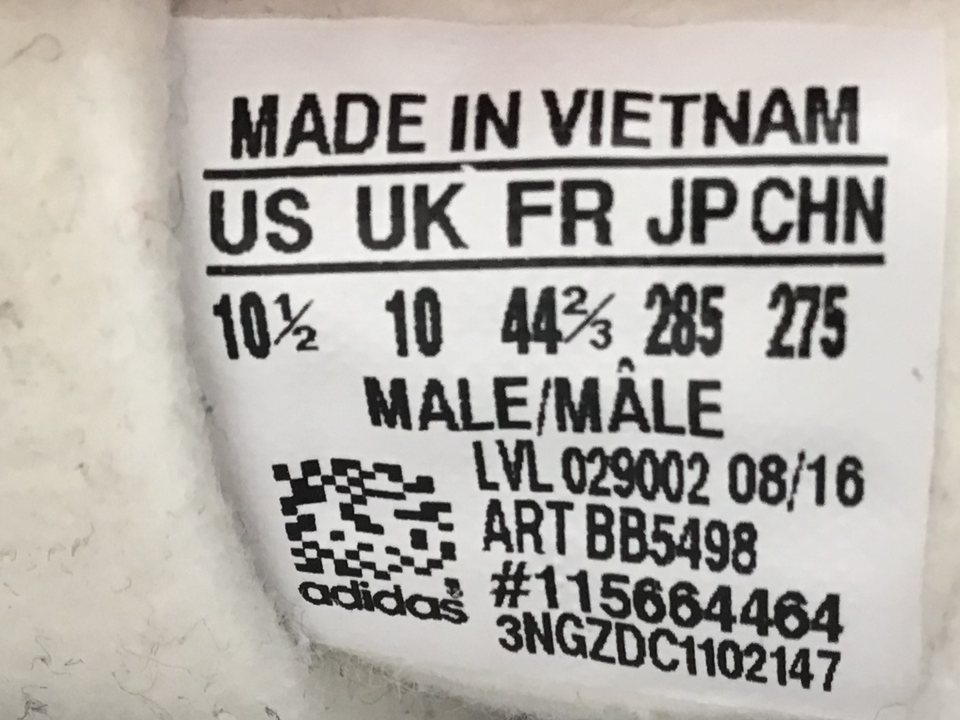 MADE IN VIETNAM
US UK FR JP CHN
10½ 10 44⅔ 285 275
MALE/MÂLE
LVL 029002 08/16
ART BB5498
#115664464
adidas
3NGZDC1102147